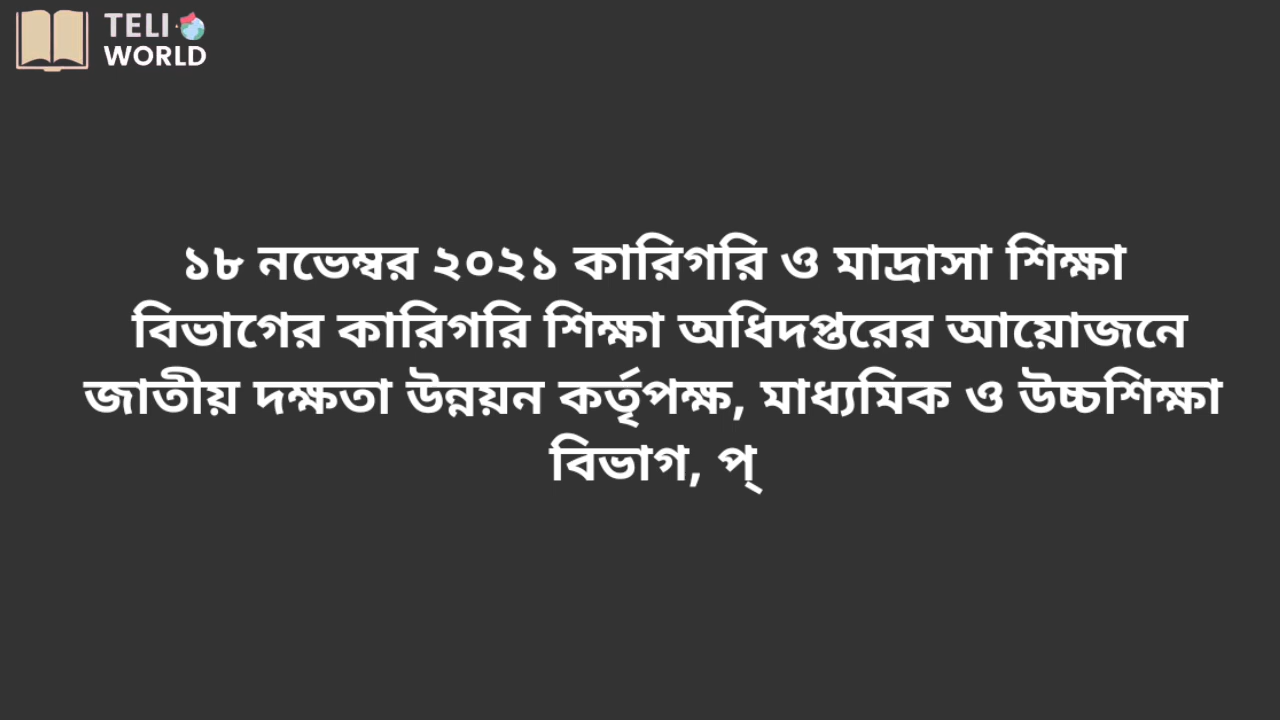 TELI
WORLD
১৮ নভেম্বর ২০২১ কারিগরি ও মাদ্রাসা শিক্ষা
বিভাগের কারিগরি শিক্ষা অধিদপ্তরের আয়োজনে
জাতীয় দক্ষতা উন্নয়ন কর্তৃপক্ষ, মাধ্যমিক ও উচ্চশিক্ষা
বিভাগ, প্